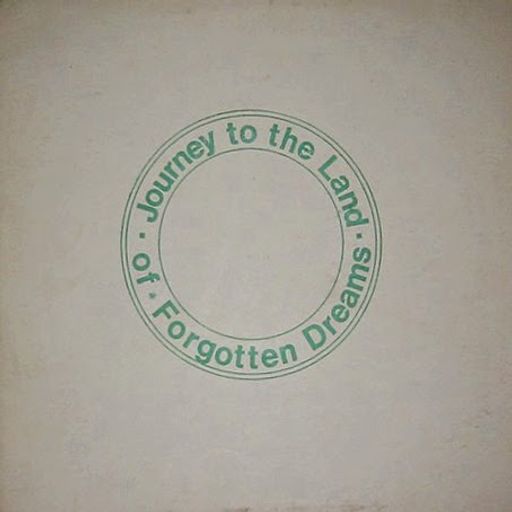 · Journey to the Land ·
of · Forgotten Dreams